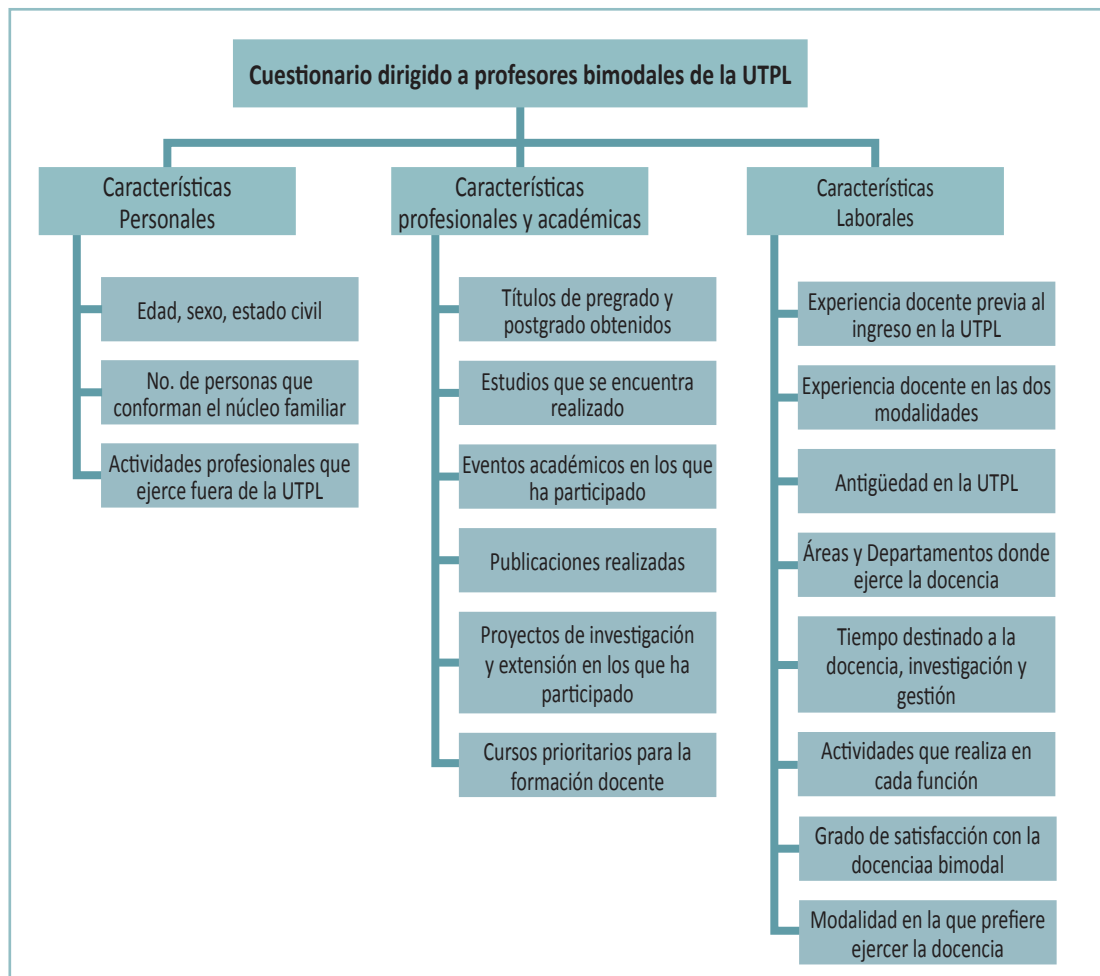 Cuestionario dirigido a profesores bimodales de la UTPL
Característíticas
Personales
Edad, sexo, estado civil
No. de personas que
conforman el núcleo familiar
Actividades profesionales que
ejerce fuera de la UTPL
Característíticas
profesionales y académicas
Títulos de pregrado y
postgrado obtenidos
Estudios que se encuentra
realizado
Eventos académicos en los que
ha participado
Publicaciones realizadas
Proyectos de investigación
y extensión en los que ha
participado
Cursos prioritarios para la
formación docente
Característíticas
Laborales
Experiencia docente previa al
ingreso en la UTPL
Experiencia docente en las dos
modalidades
Antigüedad en la UTPL
Áreas y Departamentos donde
ejerce la docencia
Tiempo destinado a la
docencia, investigación y
gestión
Actividades que realiza en
cada función
Grado de satisfacción con la
docenciaa bimodal
Modalidad en la que prefiere
ejercer la docencia